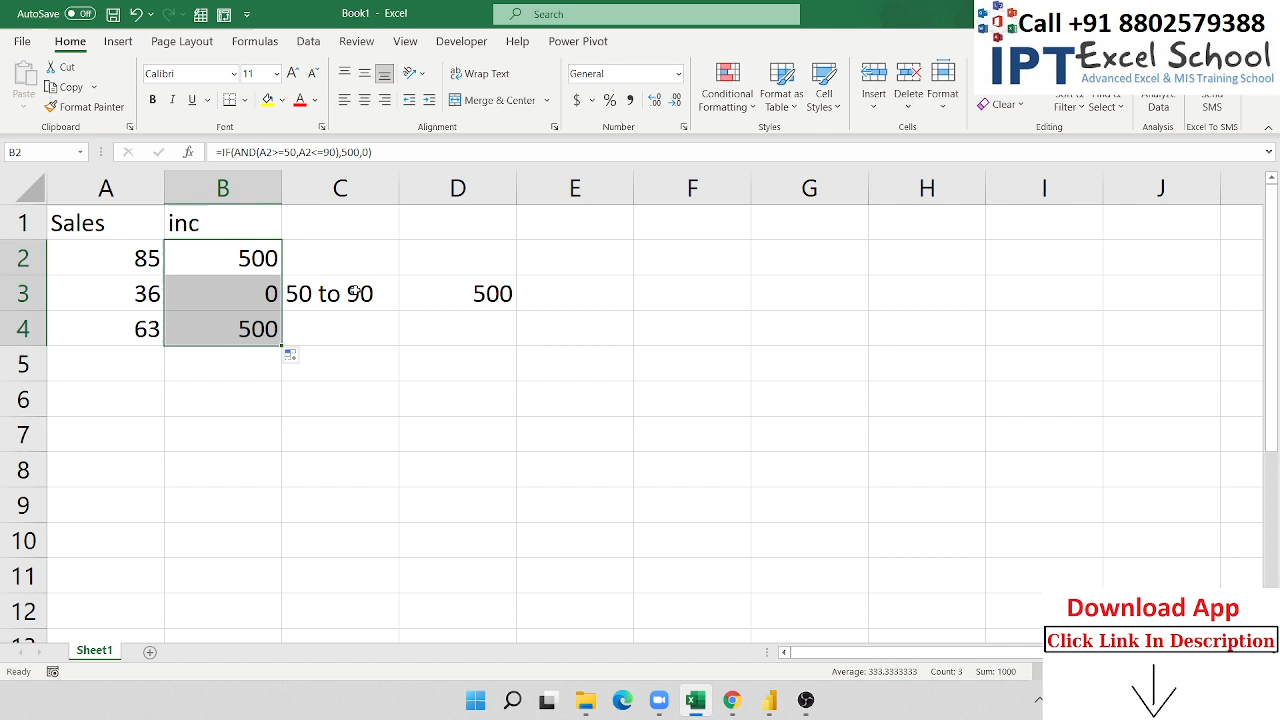 AutoSave Off Book1 - Excel Search
Call +91 8802579388
IPT Excel School
Advanced Excel & MIS Training School
File Home Insert Page Layout Formulas Data Review View Developer Help Power Pivot
Paste Cut Copy Format Painter
Calibri 11 B I U
Wrap Text Merge & Center
General $ % ,
Conditional Formatting Format as Table Cell Styles
Insert Delete Format
Clear Filter Select
Data
SMS
Clipboard Font Alignment Number Styles Cells Editing Analysis Excel To SMS
B2 fx =IF(AND(A2>=50,A2<=90),500,0)
A B C D E F G H I J
1 Sales inc
2 85 500
3 36 0 50 to 90 500
4 63 500
5
6
7
8
9
10
11
12
Download App
Click Link In Description
Sheet1
Ready Average: 333.3333333 Count: 3 Sum: 1000